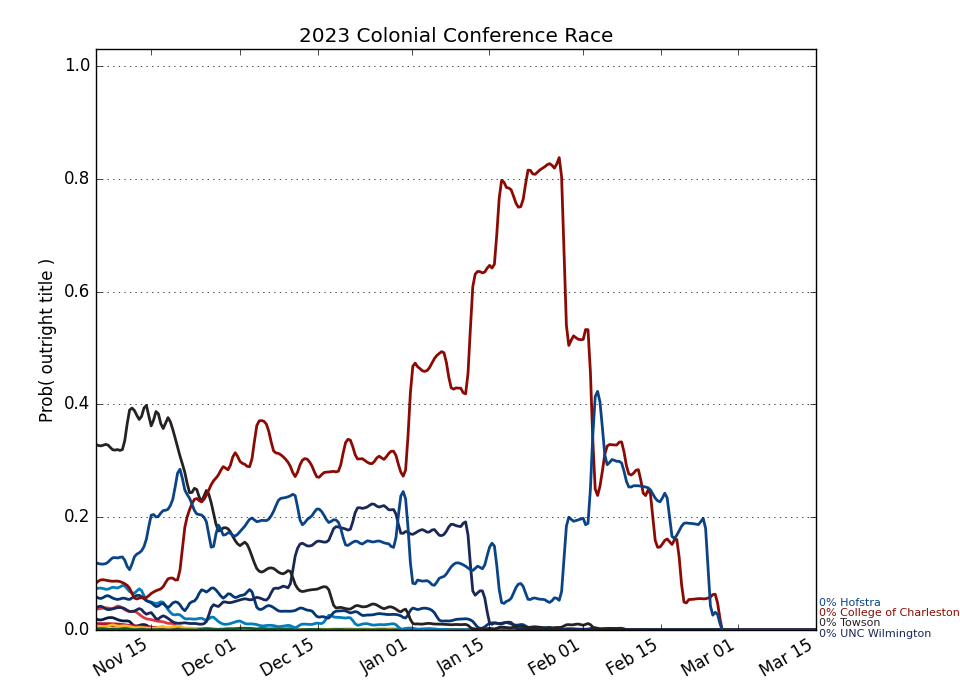 2023 Colonial Conference Race
Prob( outright title )
1.0
0.8
0.6
0.4
0.2
0.0
0% Hofstra
0% College of Charleston
0% Towson
0% UNC Wilmington
Nov 15
Dec 01
Dec 15
Jan 01
Jan 15
Feb 01
Feb 15
Mar 01
Mar 15